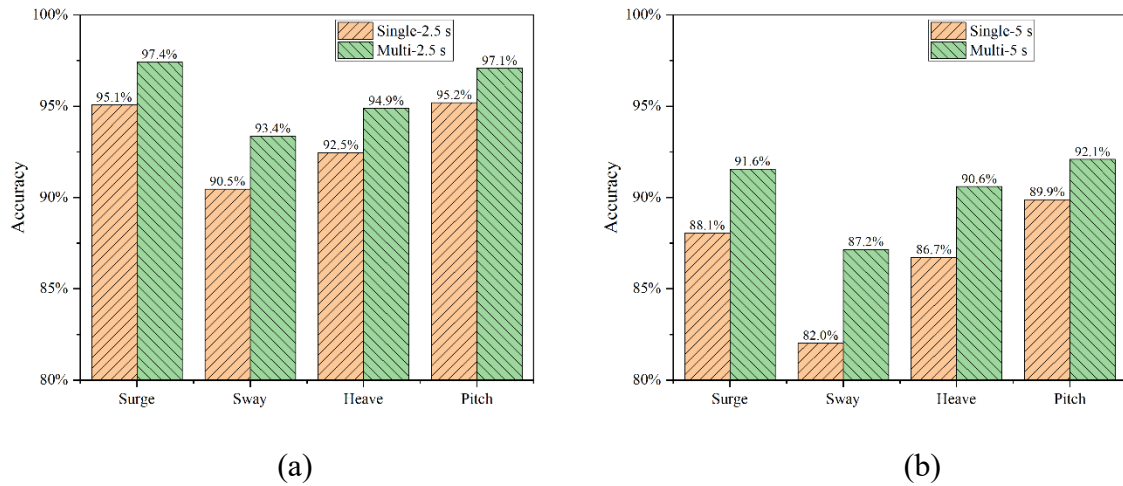 100%
95%
90%
85%
80%
Accuracy
Single-2.5 s
Multi-2.5 s
95.1%
97.4%
90.5%
93.4%
92.5%
94.9%
95.2%
97.1%
Surge
Sway
Heave
Pitch
(a)
100%
95%
90%
85%
80%
Accuracy
Single-5 s
Multi-5 s
88.1%
91.6%
82.0%
87.2%
86.7%
90.6%
89.9%
92.1%
Surge
Sway
Heave
Pitch
(b)